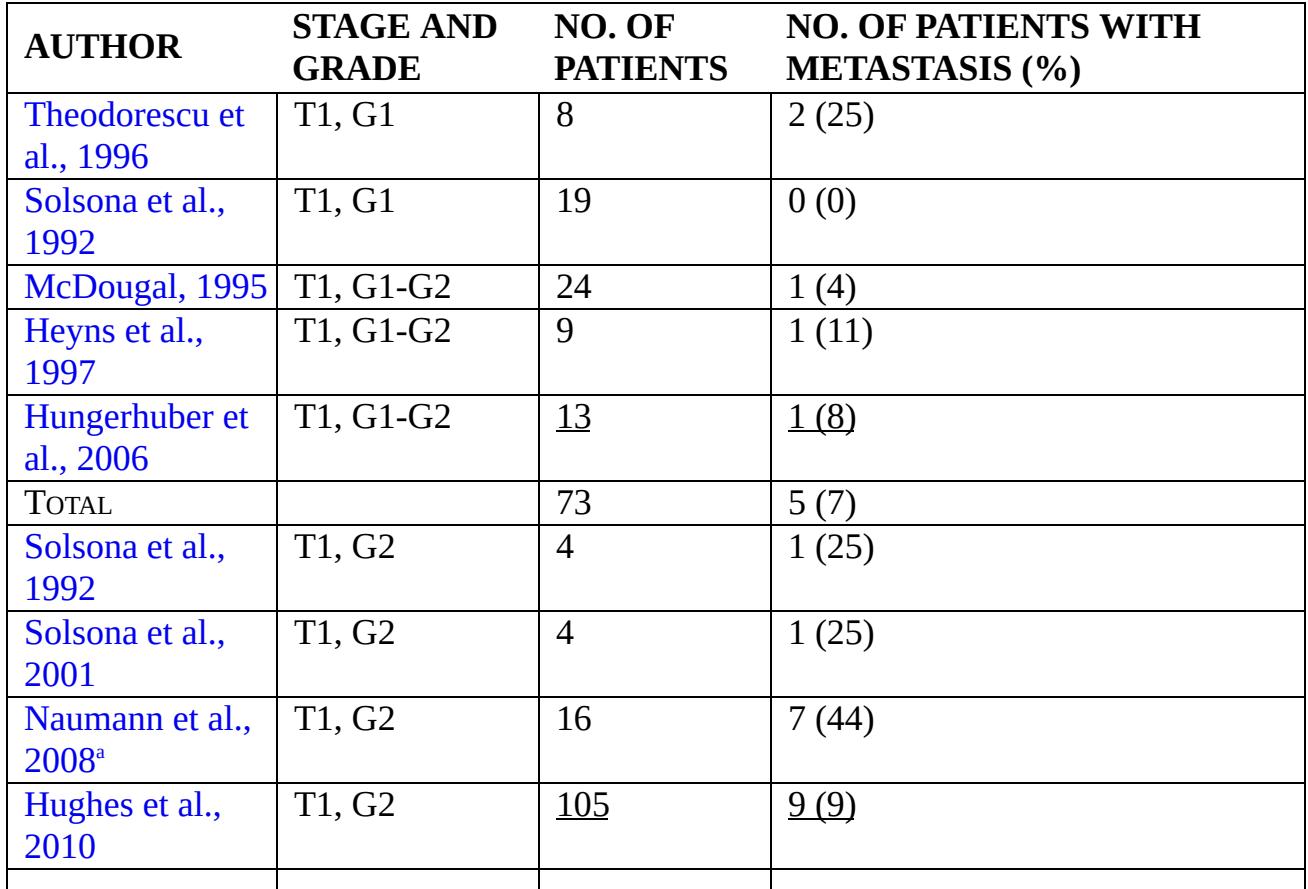 AUTHOR STAGE AND GRADE NO. OF PATIENTS NO. OF PATIENTS WITH METASTASIS (%)
Theodorescu et al., 1996 T1, G1 8 2 (25)
Solsona et al., 1992 T1, G1 19 0 (0)
McDougal, 1995 T1, G1-G2 24 1 (4)
Heyns et al., 1997 T1, G1-G2 9 1 (11)
Hungerhuber et al., 2006 T1, G1-G2 13 1 (8)
TOTAL 73 5 (7)
Solsona et al., 1992 T1, G2 4 1 (25)
Solsona et al., 2001 T1, G2 4 1 (25)
Naumann et al., 2008a T1, G2 16 7 (44)
Hughes et al., 2010 T1, G2 105 9 (9)